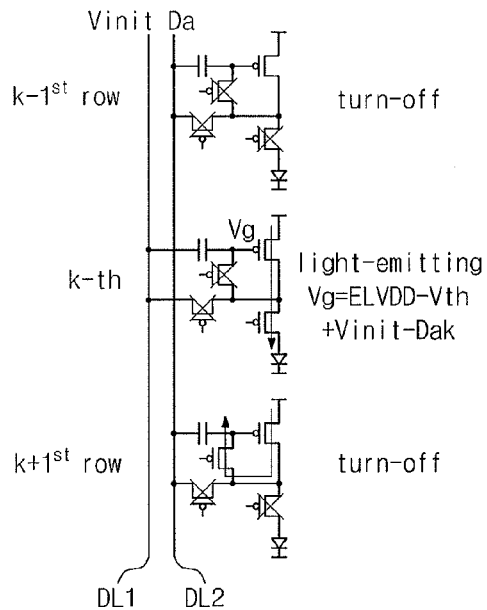 Vinit Da
k-1st row
turn-off
Vg
k-th
light-emitting
Vg=ELVDD-Vth
+Vinit-Dak
k+1st row
turn-off
DL1 DL2